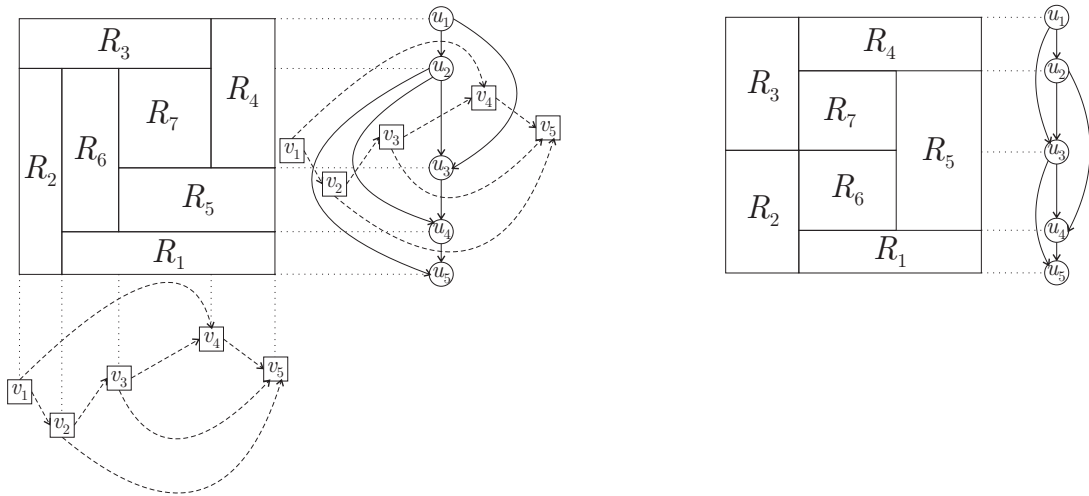 R₃
R₄
R₇
R₆
R₂
R₅
R₁
u₁
u₂
v₄
v₅
v₃
v₁
u₃
v₂
u₄
u₅
v₄
v₅
v₃
v₁
v₂
R₄
R₃
R₇
R₅
R₆
R₂
R₁
u₁
u₂
u₃
u₄
u₅